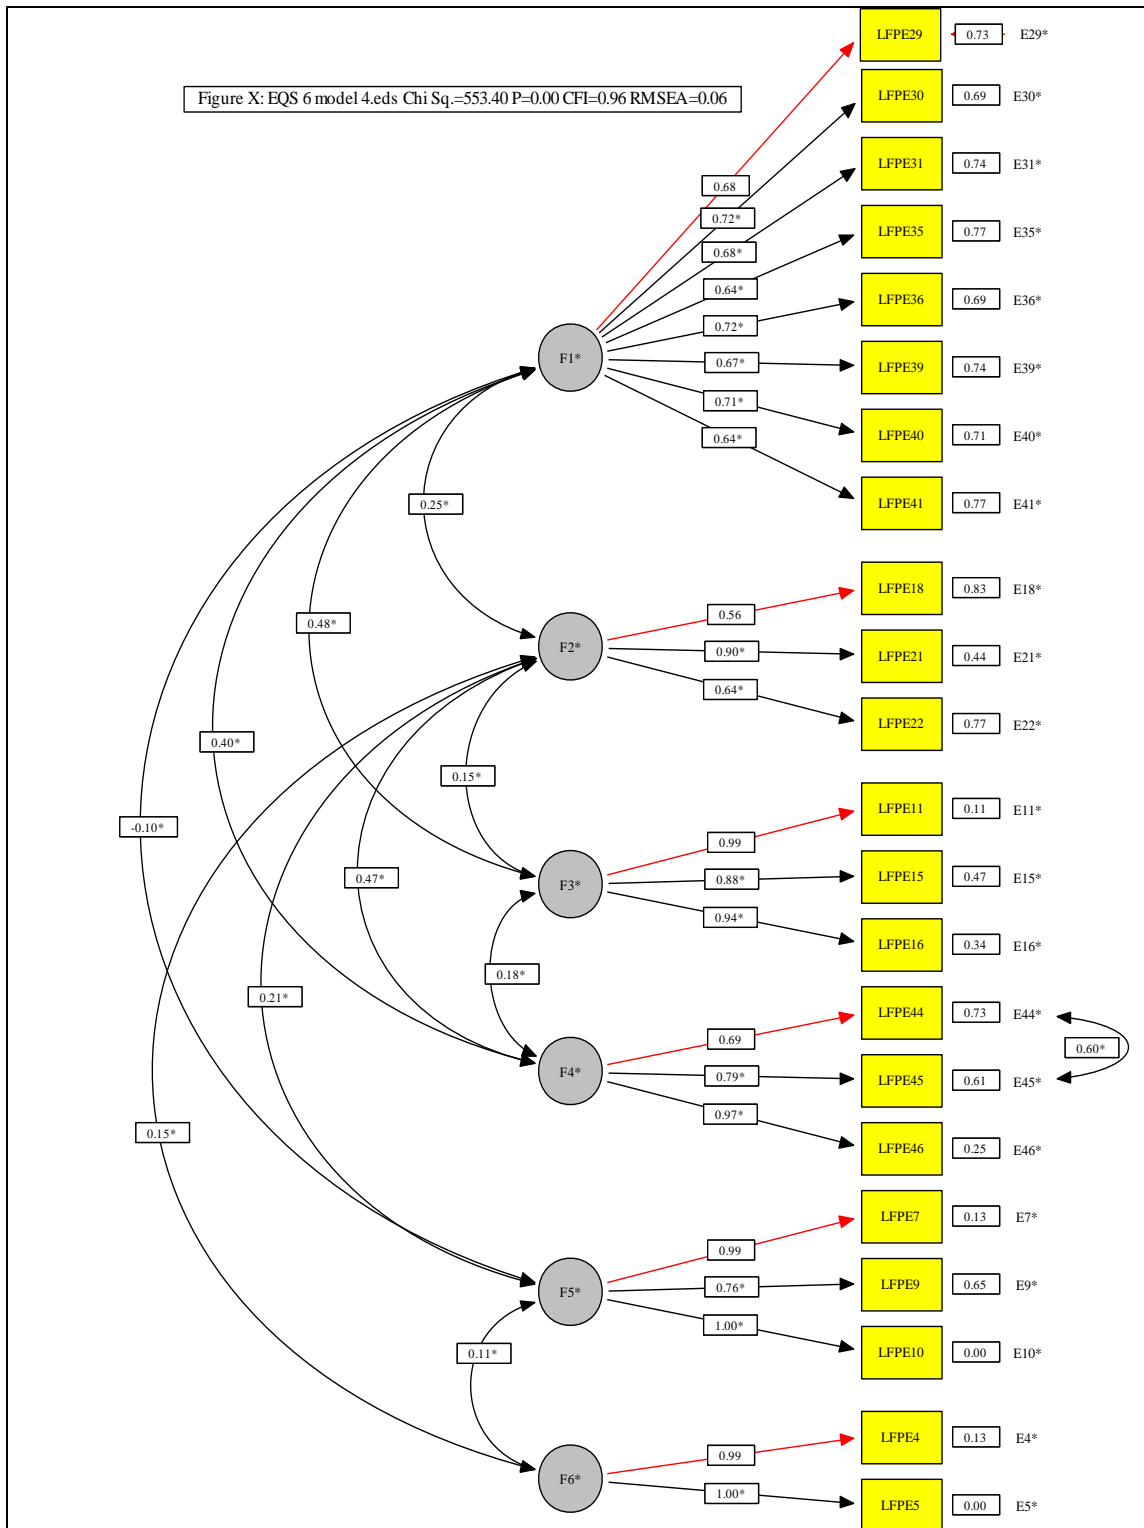 LFPE29 0.73 E29*
Figure X: EQS 6 model 4.eds Chi Sq.=553.40 P=0.00 CFI=0.96 RMSEA=0.06
LFPE30 0.69 E30*
LFPE31 0.74 E31*
0.68
0.72*
LFPE35 0.77 E35*
0.68*
0.64*
LFPE36 0.69 E36*
0.72*
F1*
0.67*
LFPE39 0.74 E39*
0.71*
0.64*
LFPE40 0.71 E40*
0.25*
LFPE41 0.77 E41*
LFPE18 0.83 E18*
0.48*
0.56
F2*
0.90*
LFPE21 0.44 E21*
0.64*
LFPE22 0.77 E22*
0.40*
0.15*
LFPE11 0.11 E11*
-0.10*
0.99
0.47*
F3*
0.88*
LFPE15 0.47 E15*
0.94*
LFPE16 0.34 E16*
0.18*
0.21*
LFPE44 0.73 E44*
0.69
0.60*
F4*
0.79*
LFPE45 0.61 E45*
0.97*
0.15*
LFPE46 0.25 E46*
LFPE7 0.13 E7*
0.99
F5*
0.76*
LFPE9 0.65 E9*
1.00*
0.11*
LFPE10 0.00 E10*
LFPE4 0.13 E4*
0.99
F6*
1.00*
LFPE5 0.00 E5*